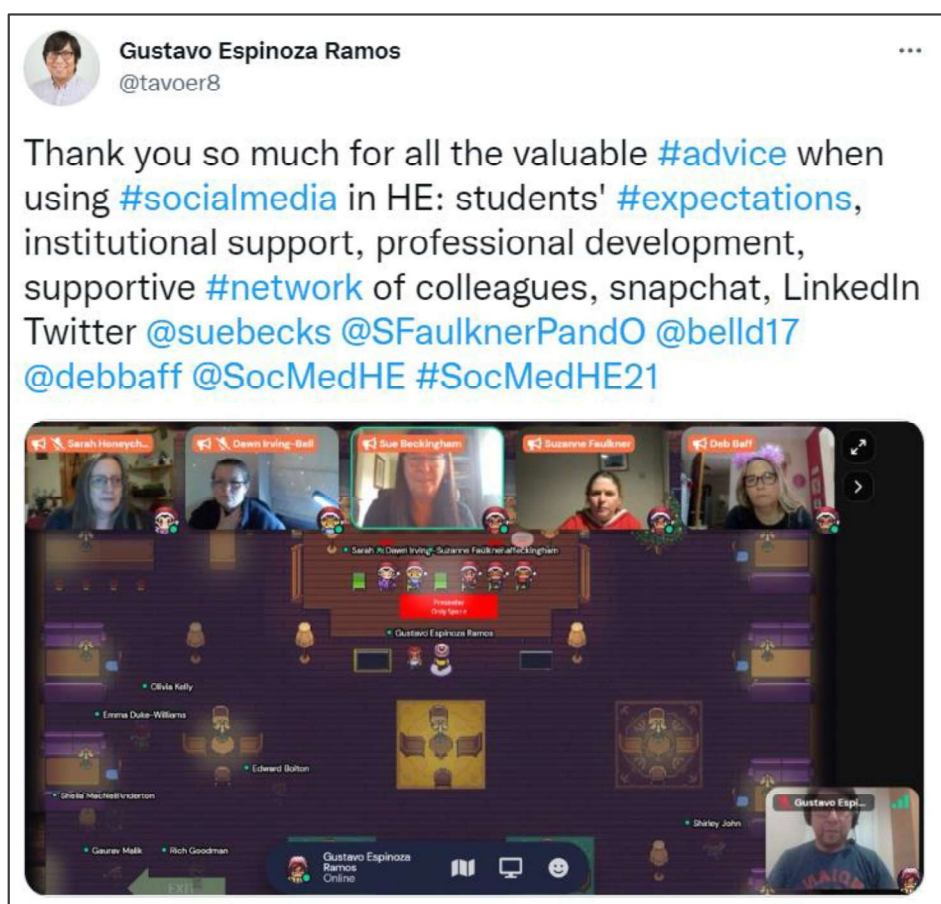 Gustavo Espinoza Ramos
@tavoer8
Thank you so much for all the valuable #advice when
using #socialmedia in HE: students' #expectations,
institutional support, professional development,
supportive #network of colleagues, snapchat, LinkedIn
Twitter @suebecks @SFaulknerPandO @belld17
@debbaff @SocMedHE #SocMedHE21
Sarah Honeych...
Dawn Irving-Bell
Sue Beckingham
Suzanne Faulkner
Deb Baff
Presenter
Only Space
Gustavo Espinoza Ramos
Olivia Kelly
Emma Duke-Williams
Edward Bolton
Shirley John
Gaurav Malik
Rich Goodman
Gustavo Espi...
Gustavo Espinoza
Ramos
Online
EXIT